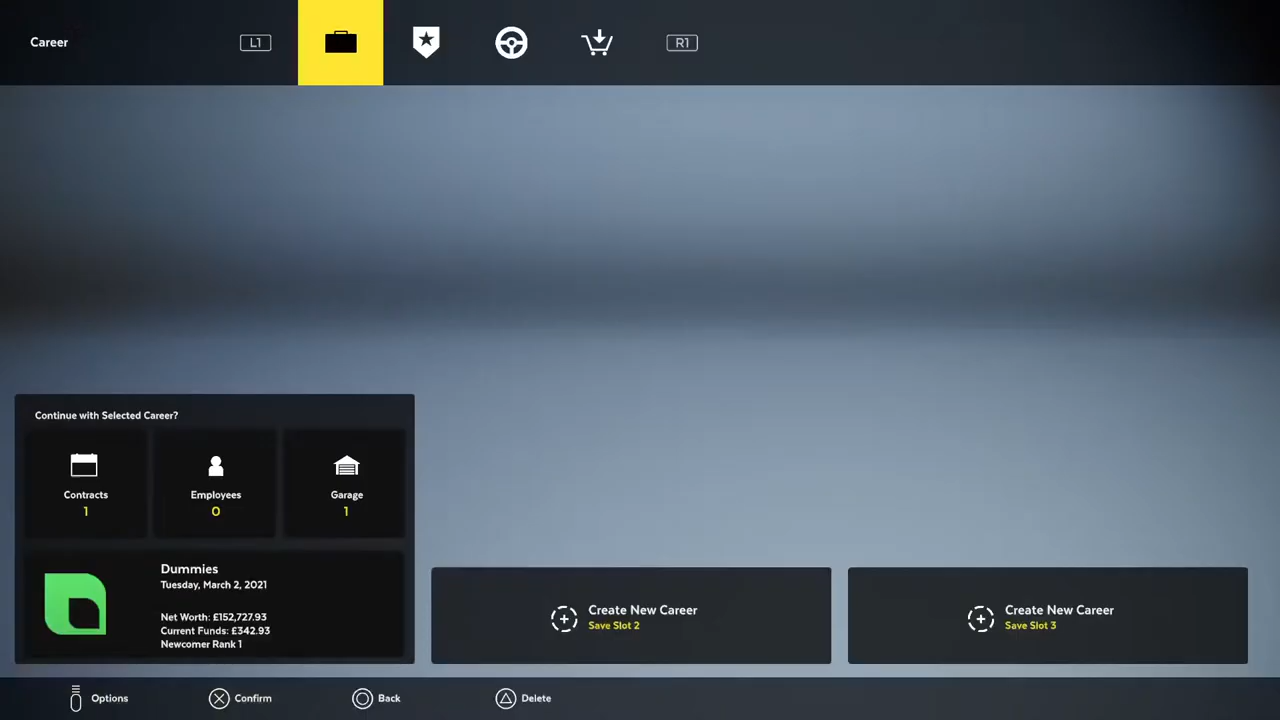 Career
L1
R1
Continue with Selected Career?
Contracts
1
Employees
0
Garage
1
Dummies
Tuesday, March 2, 2021
Net Worth: £152,727.93
Current Funds: £342.93
Newcomer Rank 1
Create New Career
Save Slot 2
Create New Career
Save Slot 3
Options
Confirm
Back
Delete